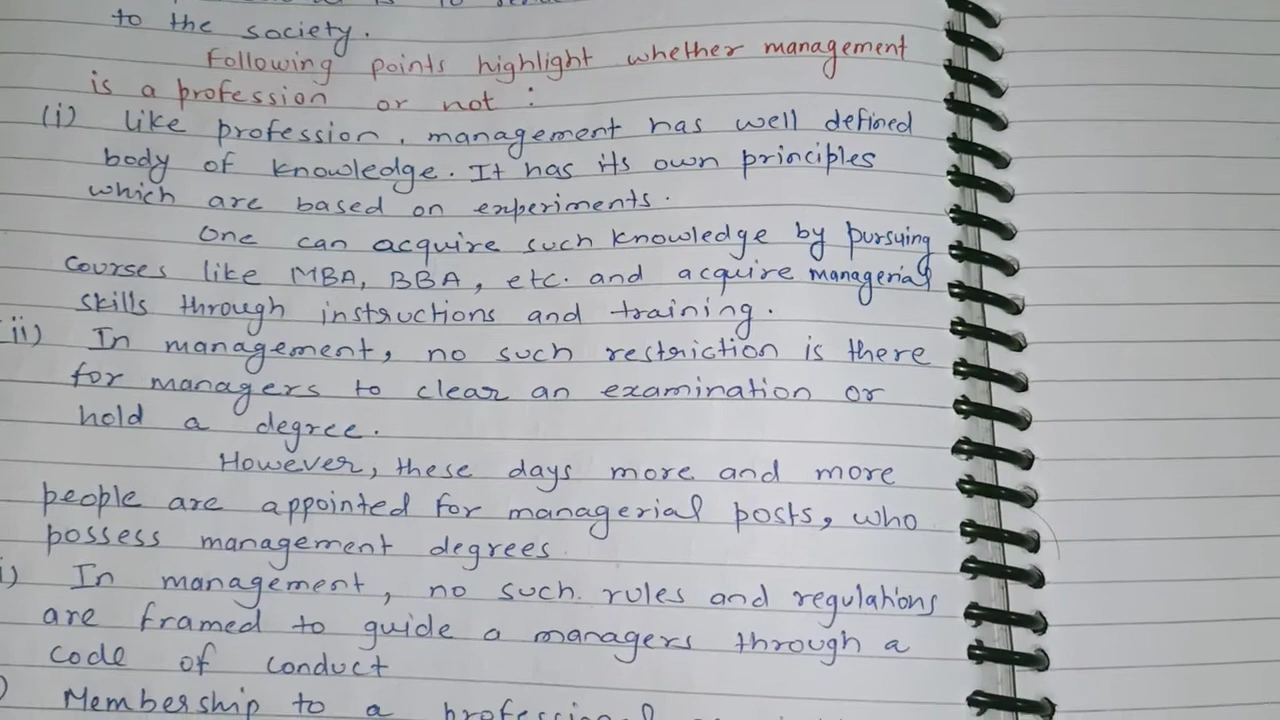 to the society.
Following points highlight whether management
is a profession or not :
(i) Like profession, management has well defined
body of knowledge. It has its own principles
which are based on experiments.
One can acquire such knowledge by pursuing
courses like MBA, BBA, etc. and acquire managerial
skills through instructions and training.
ii) In management, no such restriction is there
for managers to clear an examination or
hold a degree.
However, these days more and more
people are appointed for managerial posts, who
possess management degrees.
i) In management, no such rules and regulations
are framed to guide a managers through a
code of conduct
) Membership to a professional